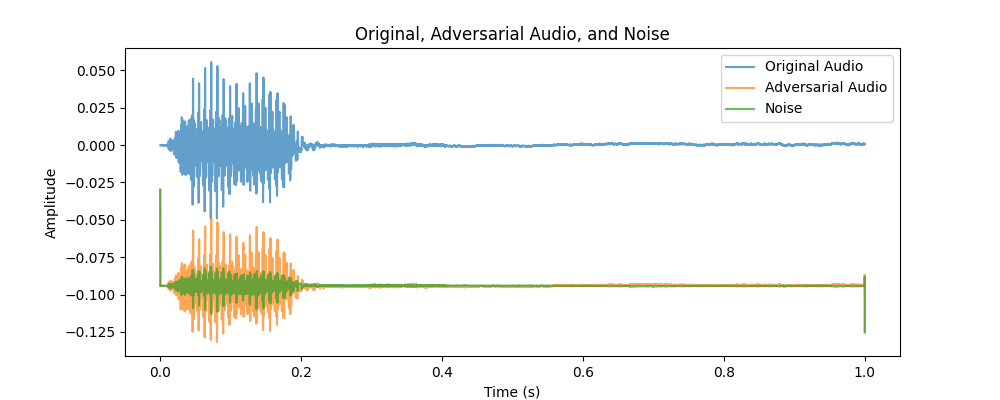 Original, Adversarial Audio, and Noise
Original Audio
Adversarial Audio
Noise
Amplitude
0.050
0.025
0.000
−0.025
−0.050
−0.075
−0.100
−0.125
0.0 0.2 0.4 0.6 0.8 1.0
Time (s)